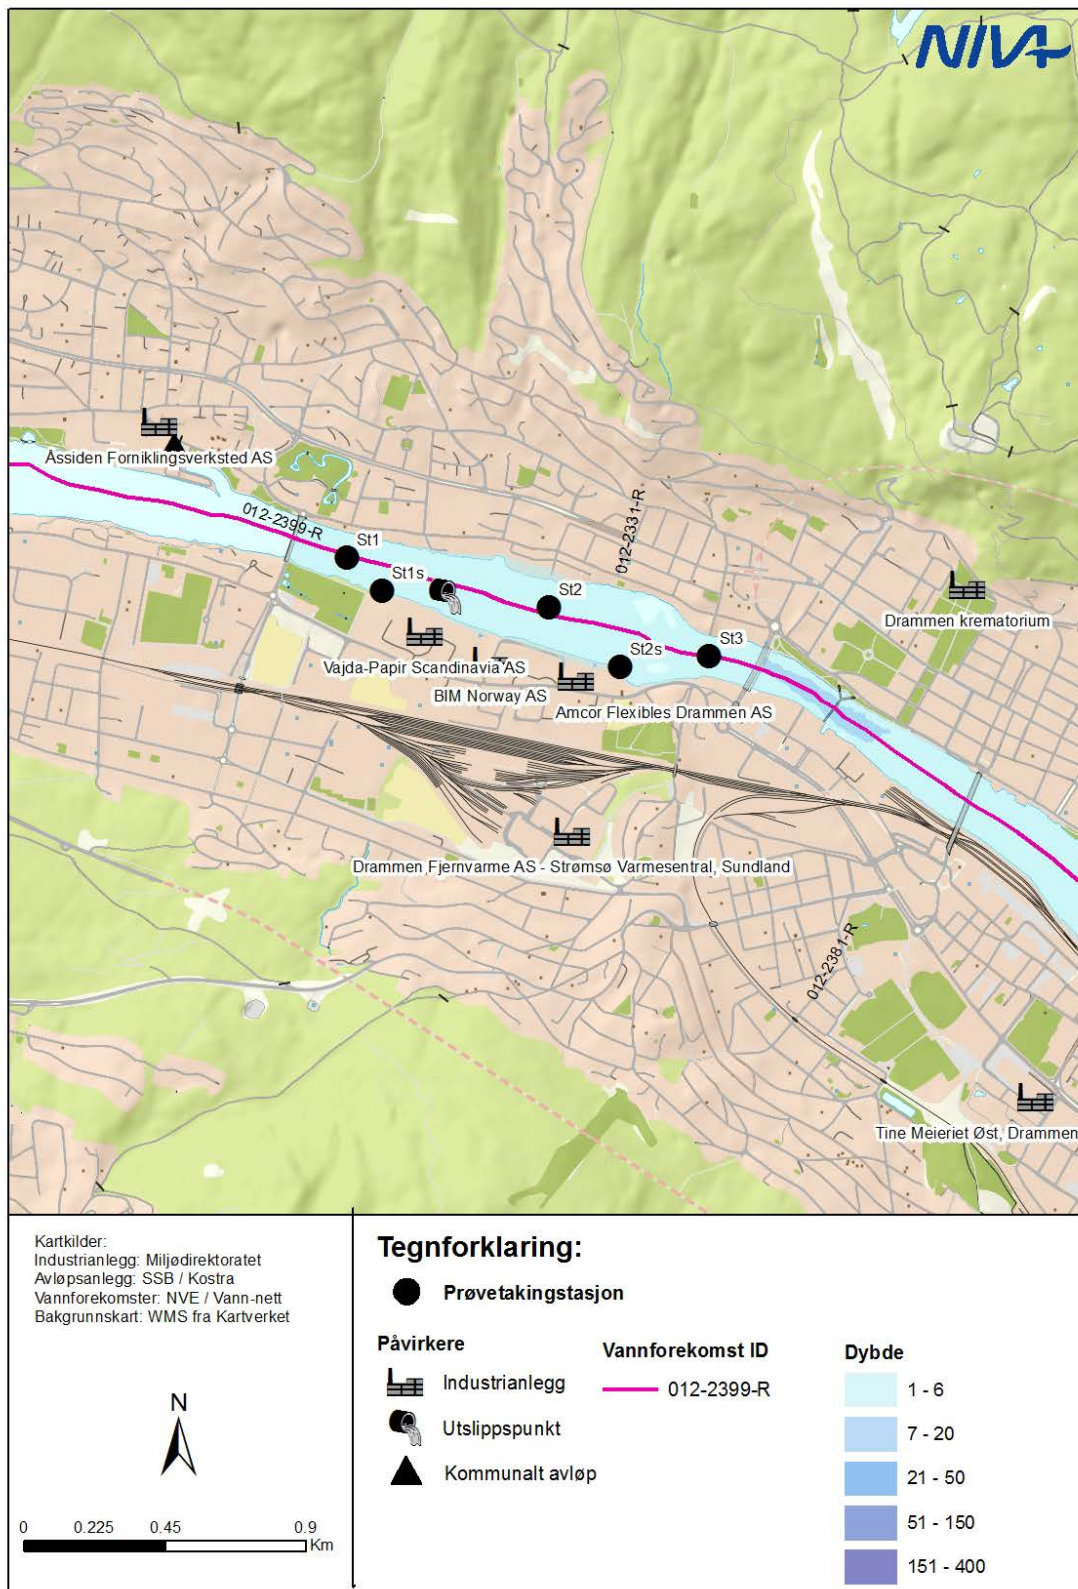 NIVA
Åssiden Forniklingsverksted AS
012-2399-R
012-2331-R
St1
St1s
St2
St2s
St3
Drammen krematorium
Vajda-Papir Scandinavia AS
BIM Norway AS
Amcor Flexibles Drammen AS
Drammen Fjernvarme AS - Strømsø Varmesentral, Sundland
012-2381-R
Tine Meieriet Øst, Drammen
Kartkilder:
Industrianlegg: Miljødirektoratet
Avløpsanlegg: SSB / Kostra
Vannforekomster: NVE / Vann-nett
Bakgrunnskart: WMS fra Kartverket
N
0 0.225 0.45 0.9
Km
Tegnforklaring:
Prøvetakingstasjon
Påvirkere
Industrianlegg
Utslippspunkt
Kommunalt avløp
Vannforekomst ID
012-2399-R
Dybde
1 - 6
7 - 20
21 - 50
51 - 150
151 - 400